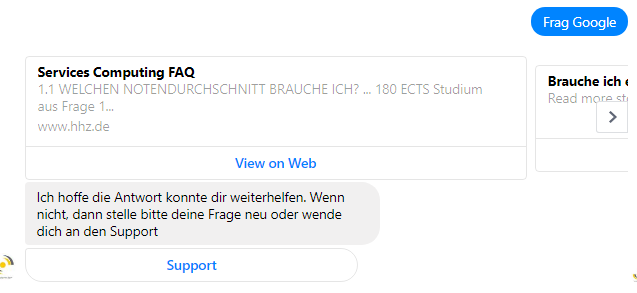 Frag Google
Services Computing FAQ
1.1 WELCHEN NOTENDURCHSCHNITT BRAUCHE ICH? ... 180 ECTS Studium
aus Frage 1...
www.hhz.de
View on Web
Brauche ich e
Read more st
Ich hoffe die Antwort konnte dir weiterhelfen. Wenn
nicht, dann stelle bitte deine Frage neu oder wende
dich an den Support
Support